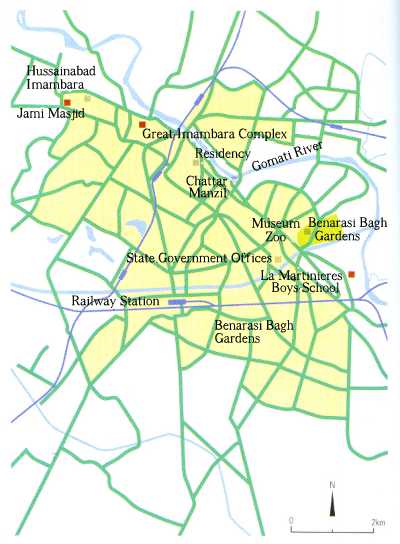 Hussainabad
Imambara
Jami Masjid
Great Imambara Complex
Residency
Gomati River
Chattar
Manzil
Museum
Zoo
Benarasi Bagh
Gardens
State Government Offices
La Martinieres
Boys School
Railway Station
Benarasi Bagh
Gardens
N
0
2km